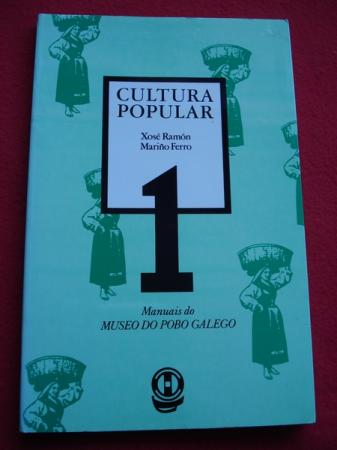 CULTURA
POPULAR
Xosé Ramón
Mariño Ferro
1
Manuais do
MUSEO DO POBO GALEGO